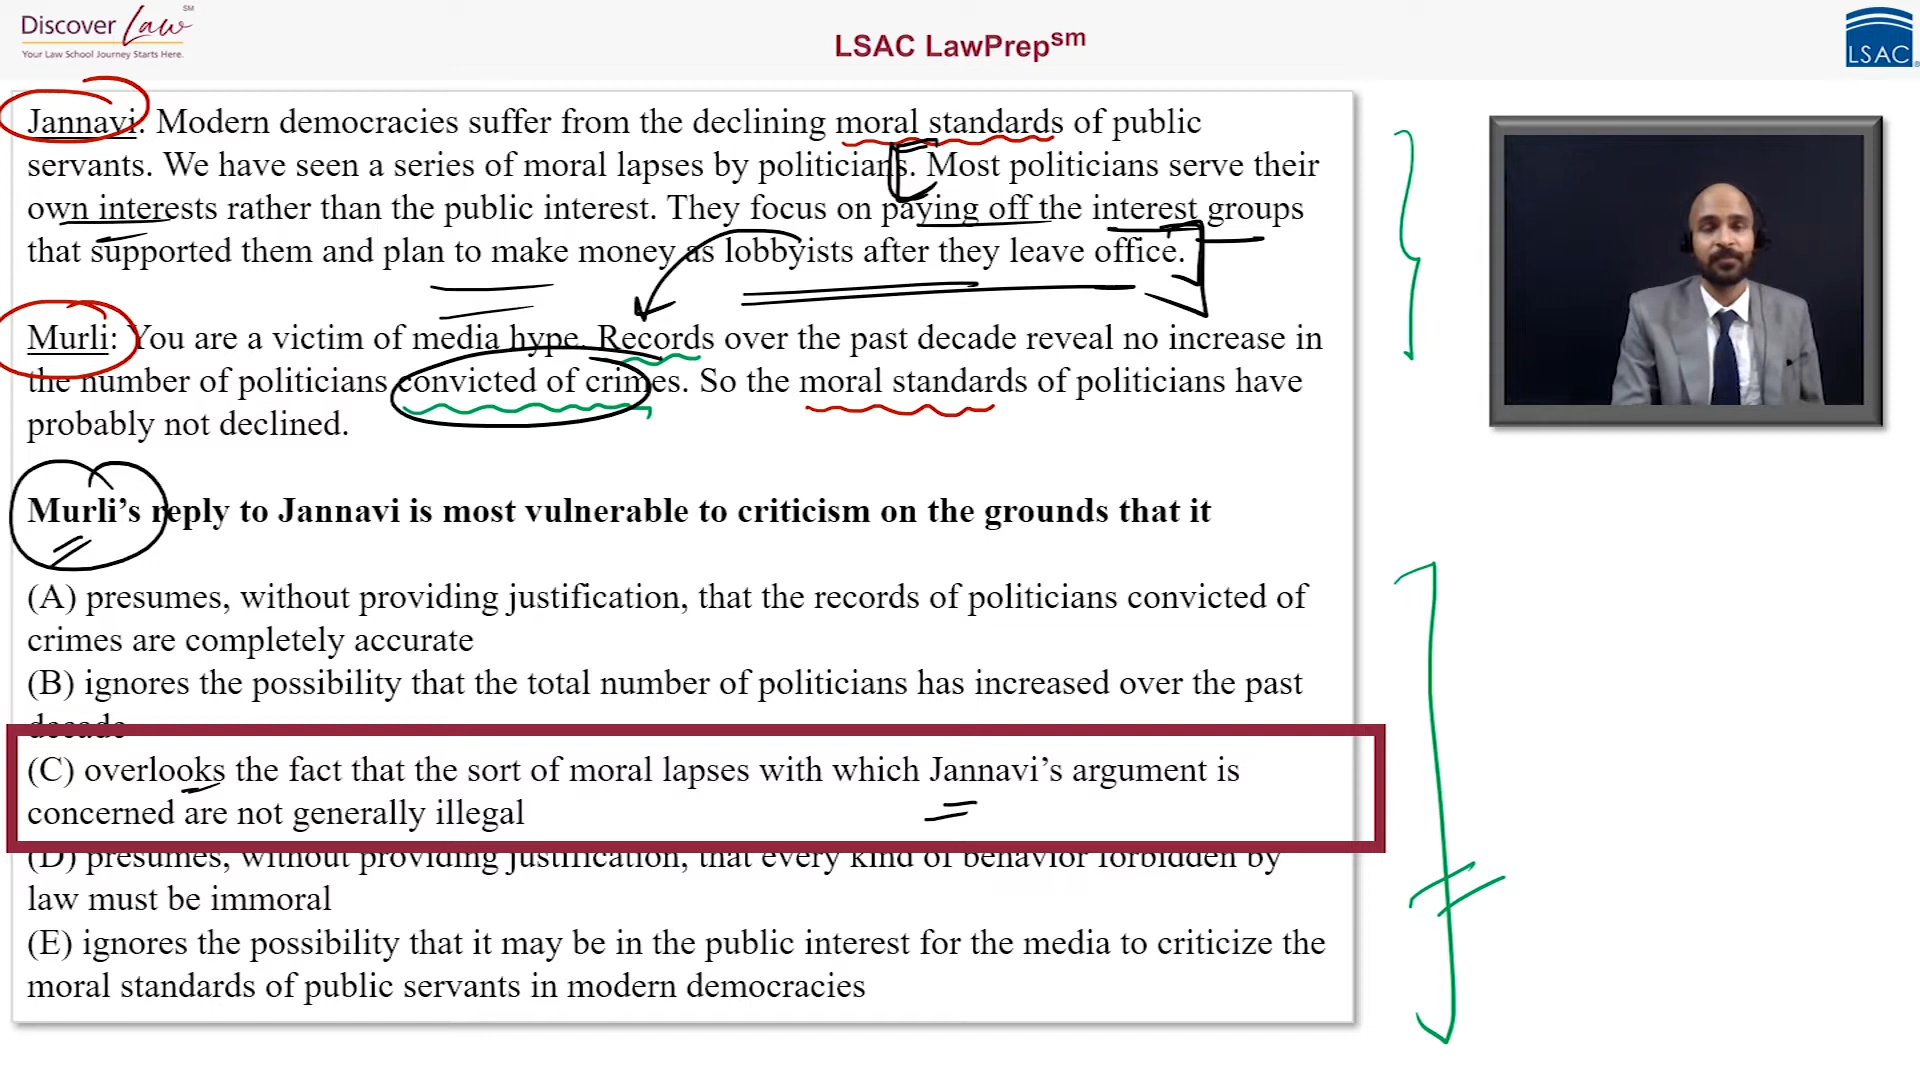 Discover Law SM
Your Law School Journey Starts Here.
LSAC LawPrepsm
LSAC
Jannavi: Modern democracies suffer from the declining moral standards of public
servants. We have seen a series of moral lapses by politicians. Most politicians serve their
own interests rather than the public interest. They focus on paying off the interest groups
that supported them and plan to make money as lobbyists after they leave office.
Murli: You are a victim of media hype. Records over the past decade reveal no increase in
the number of politicians convicted of crimes. So the moral standards of politicians have
probably not declined.
Murli’s reply to Jannavi is most vulnerable to criticism on the grounds that it
(A) presumes, without providing justification, that the records of politicians convicted of
crimes are completely accurate
(B) ignores the possibility that the total number of politicians has increased over the past
decade
(C) overlooks the fact that the sort of moral lapses with which Jannavi’s argument is
concerned are not generally illegal
(D) presumes, without providing justification, that every kind of behavior forbidden by
law must be immoral
(E) ignores the possibility that it may be in the public interest for the media to criticize the
moral standards of public servants in modern democracies